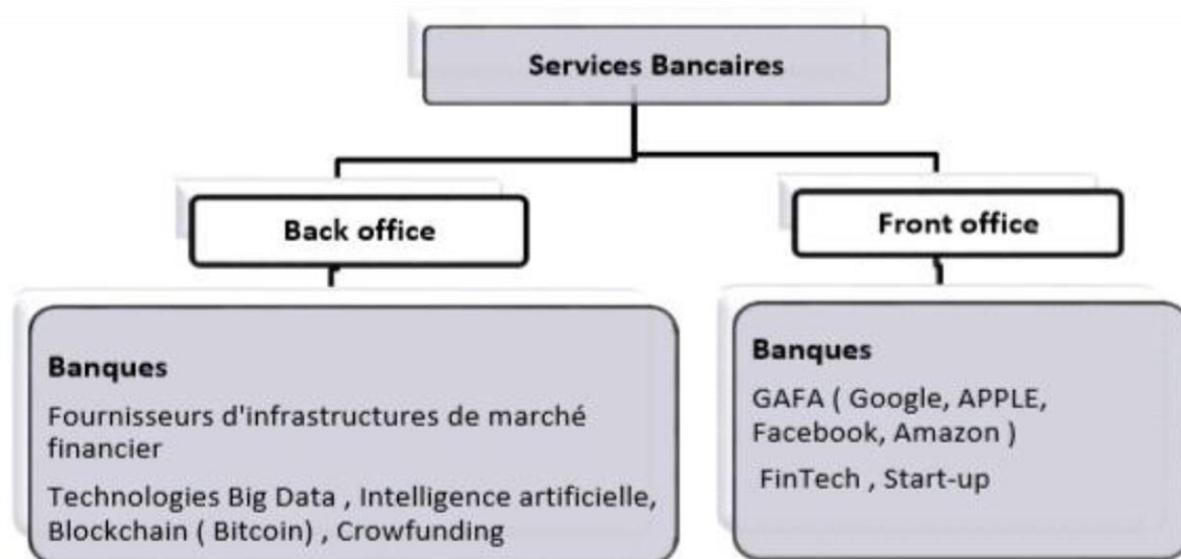 Services Bancaires
Back office
Front office
Banques
Fournisseurs d'infrastructures de marché
financier
Technologies Big Data , Intelligence artificielle,
Blockchain ( Bitcoin) , Crowfunding
Banques
GAFA ( Google, APPLE,
Facebook, Amazon )
FinTech , Start-up